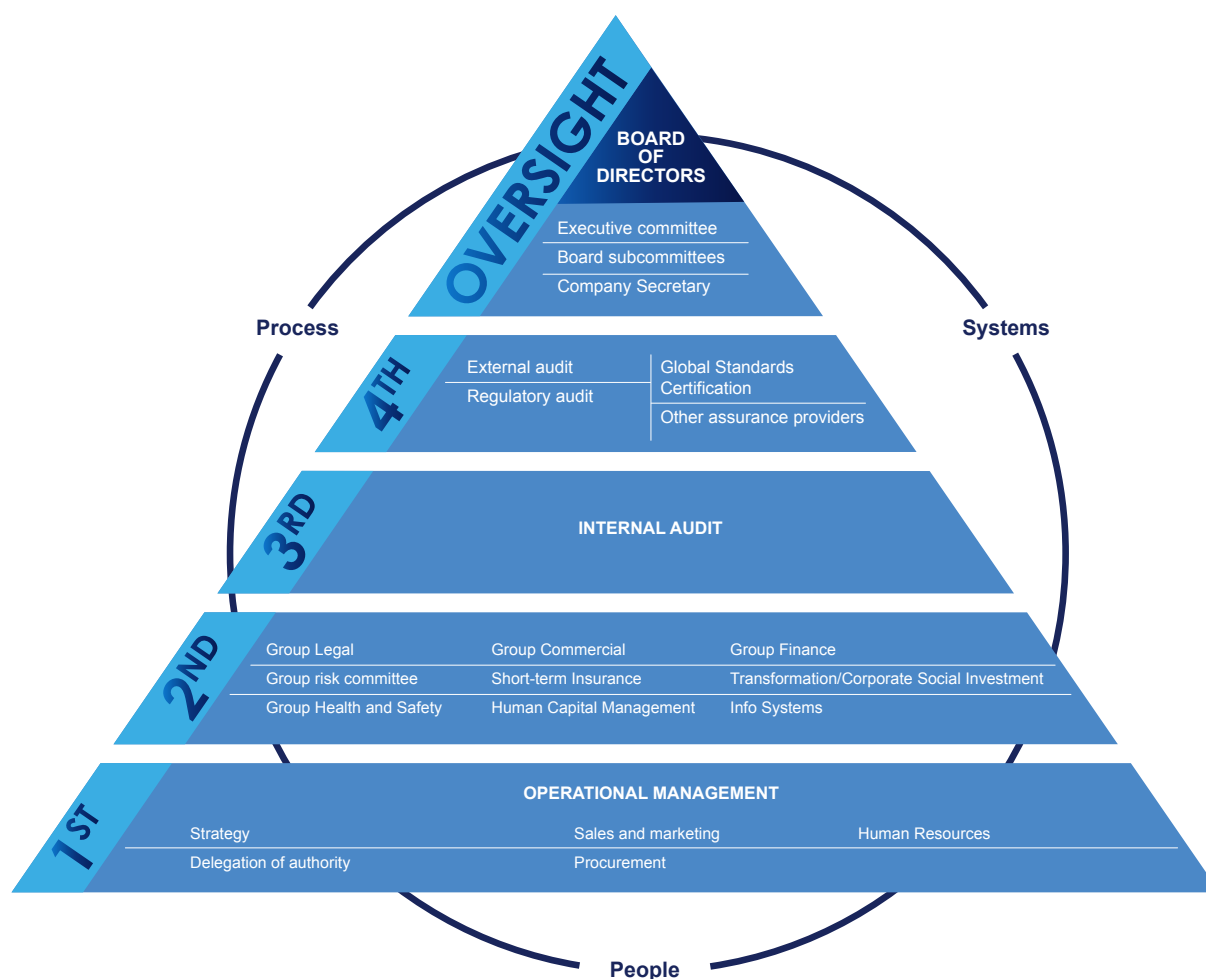 OVERSIGHT
BOARD
OF
DIRECTORS
Executive committee
Board subcommittees
Company Secretary
Process
Systems
4TH
External audit
Regulatory audit
Global Standards
Certification
Other assurance providers
3RD
INTERNAL AUDIT
2ND
Group Legal
Group Commercial
Group Finance
Group risk committee
Short-term Insurance
Transformation/Corporate Social Investment
Group Health and Safety
Human Capital Management
Info Systems
1ST
OPERATIONAL MANAGEMENT
Strategy
Sales and marketing
Human Resources
Delegation of authority
Procurement
People